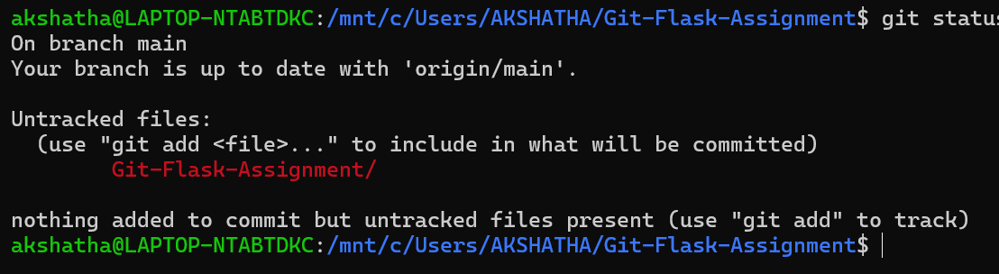 akshatha@LAPTOP-NTABTDKC:/mnt/c/Users/AKSHATHA/Git-Flask-Assignment$ git status
On branch main
Your branch is up to date with 'origin/main'.
Untracked files:
(use "git add <file>..." to include in what will be committed)
Git-Flask-Assignment/
nothing added to commit but untracked files present (use "git add" to track)
akshatha@LAPTOP-NTABTDKC:/mnt/c/Users/AKSHATHA/Git-Flask-Assignment$